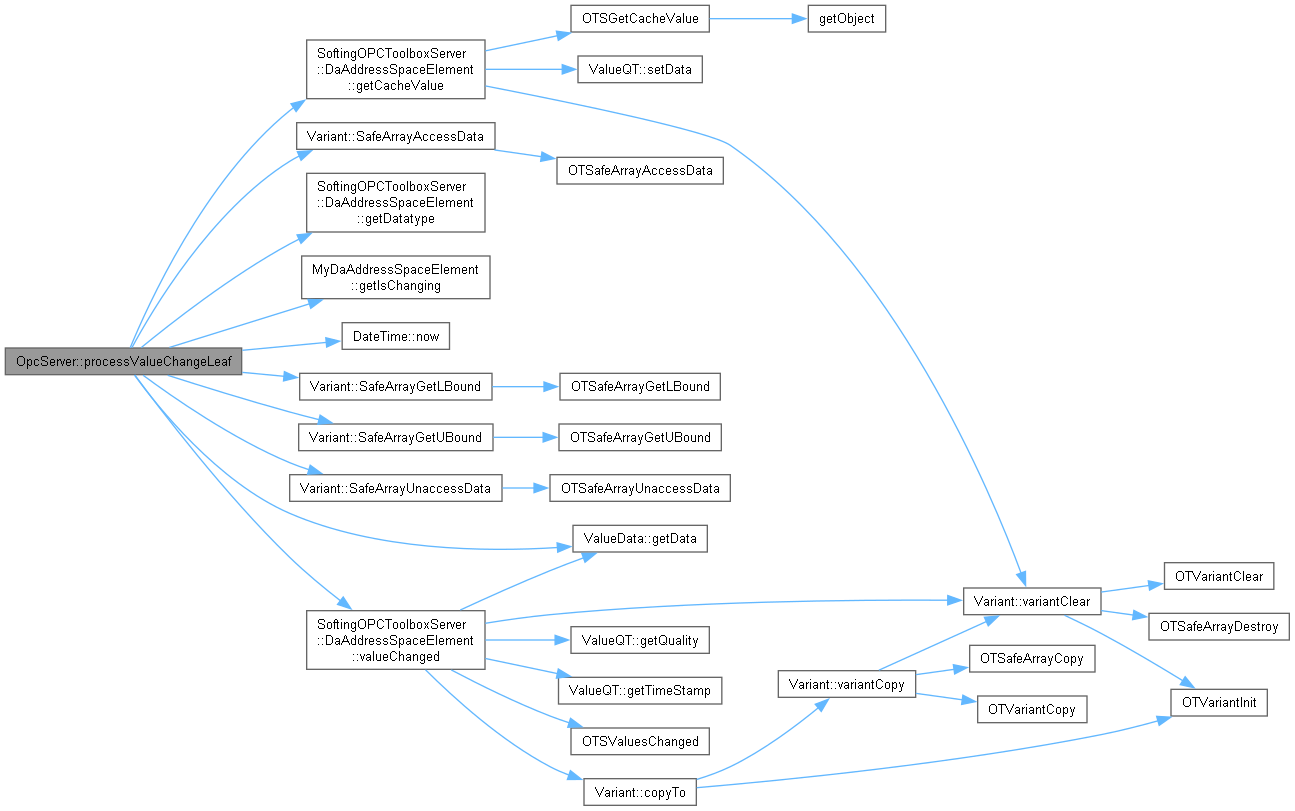 OTSGetCacheValue
getObject
SoftingOPCToolboxServer
::DaAddressSpaceElement
::getCacheValue
ValueQT::setData
Variant::SafeArrayAccessData
OTSafeArrayAccessData
SoftingOPCToolboxServer
::DaAddressSpaceElement
::getDatatype
MyDaAddressSpaceElement
::getIsChanging
DateTime::now
OpcServer::processValueChangeLeaf
Variant::SafeArrayGetLBound
OTSafeArrayGetLBound
Variant::SafeArrayGetUBound
OTSafeArrayGetUBound
Variant::SafeArrayUnaccessData
OTSafeArrayUnaccessData
ValueData::getData
OTVariantClear
Variant::variantClear
OTSafeArrayDestroy
SoftingOPCToolboxServer
::DaAddressSpaceElement
::valueChanged
ValueQT::getQuality
OTSafeArrayCopy
Variant::variantCopy
ValueQT::getTimeStamp
OTVariantInit
OTVariantCopy
OTSValuesChanged
Variant::copyTo